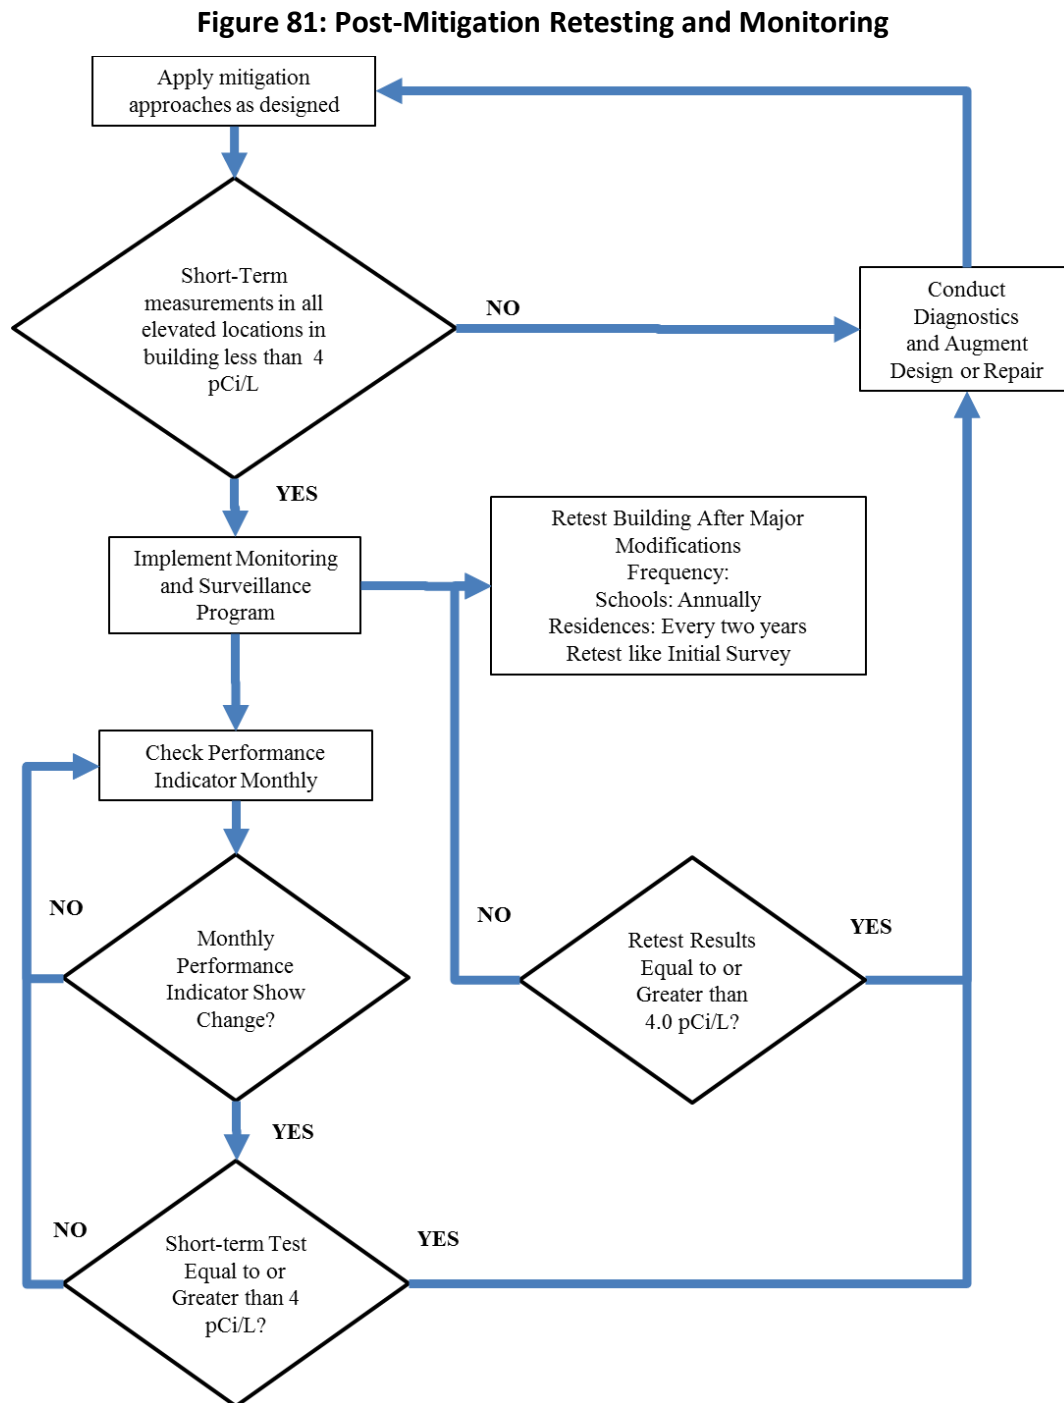 Figure 81: Post-Mitigation Retesting and Monitoring
Apply mitigation
approaches as designed
Short-Term
measurements in all
elevated locations in
building less than 4
pCi/L
NO
Conduct
Diagnostics
and Augment
Design or Repair
YES
Implement Monitoring
and Surveillance
Program
Retest Building After Major
Modifications
Frequency:
Schools: Annually
Residences: Every two years
Retest like Initial Survey
Check Performance
Indicator Monthly
NO
Monthly
Performance
Indicator Show
Change?
NO
Retest Results
Equal to or
Greater than
4.0 pCi/L?
YES
YES
NO
Short-term Test
Equal to or
Greater than 4
pCi/L?
YES